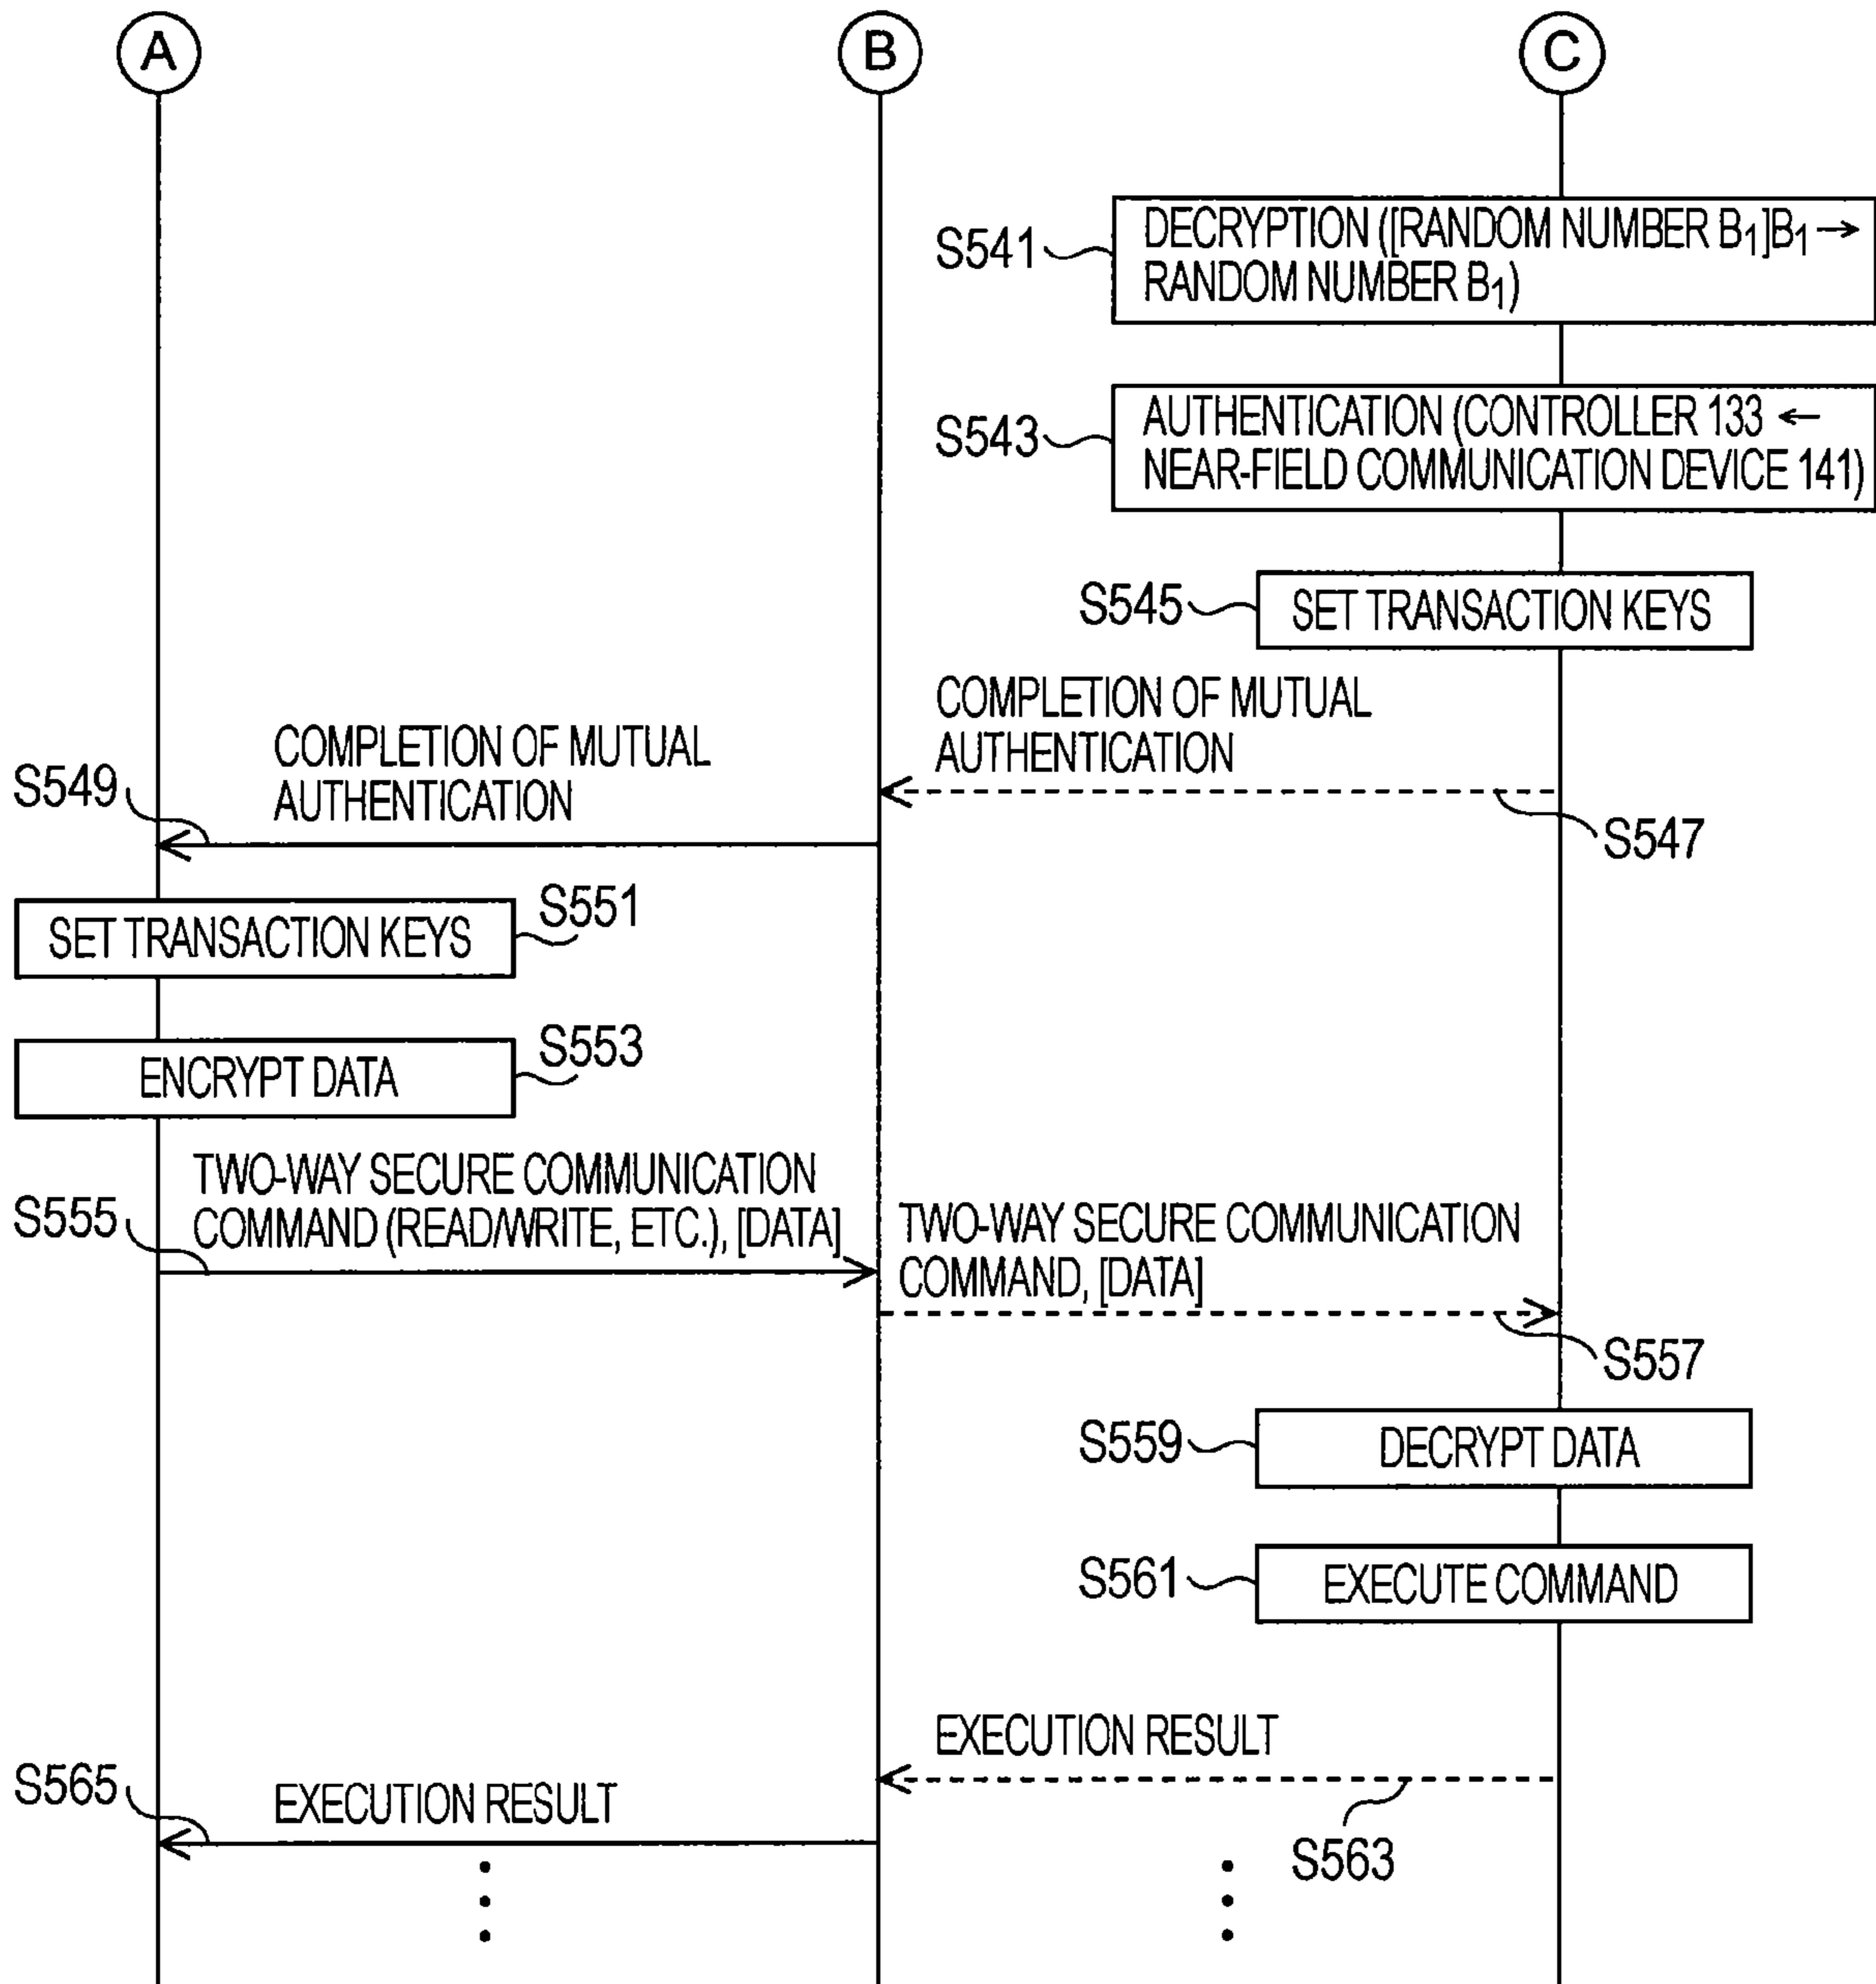 A
B
C
S541
DECRYPTION ([RANDOM NUMBER B₁]B₁ →
RANDOM NUMBER B₁)
S543
AUTHENTICATION (CONTROLLER 133 ←
NEAR-FIELD COMMUNICATION DEVICE 141)
S545
SET TRANSACTION KEYS
COMPLETION OF MUTUAL
AUTHENTICATION
S547
COMPLETION OF MUTUAL
AUTHENTICATION
S549
SET TRANSACTION KEYS
S551
ENCRYPT DATA
S553
TWO-WAY SECURE COMMUNICATION
COMMAND (READ/WRITE, ETC.), [DATA]
S555
TWO-WAY SECURE COMMUNICATION
COMMAND, [DATA]
S557
S559
DECRYPT DATA
S561
EXECUTE COMMAND
EXECUTION RESULT
S563
S565
EXECUTION RESULT